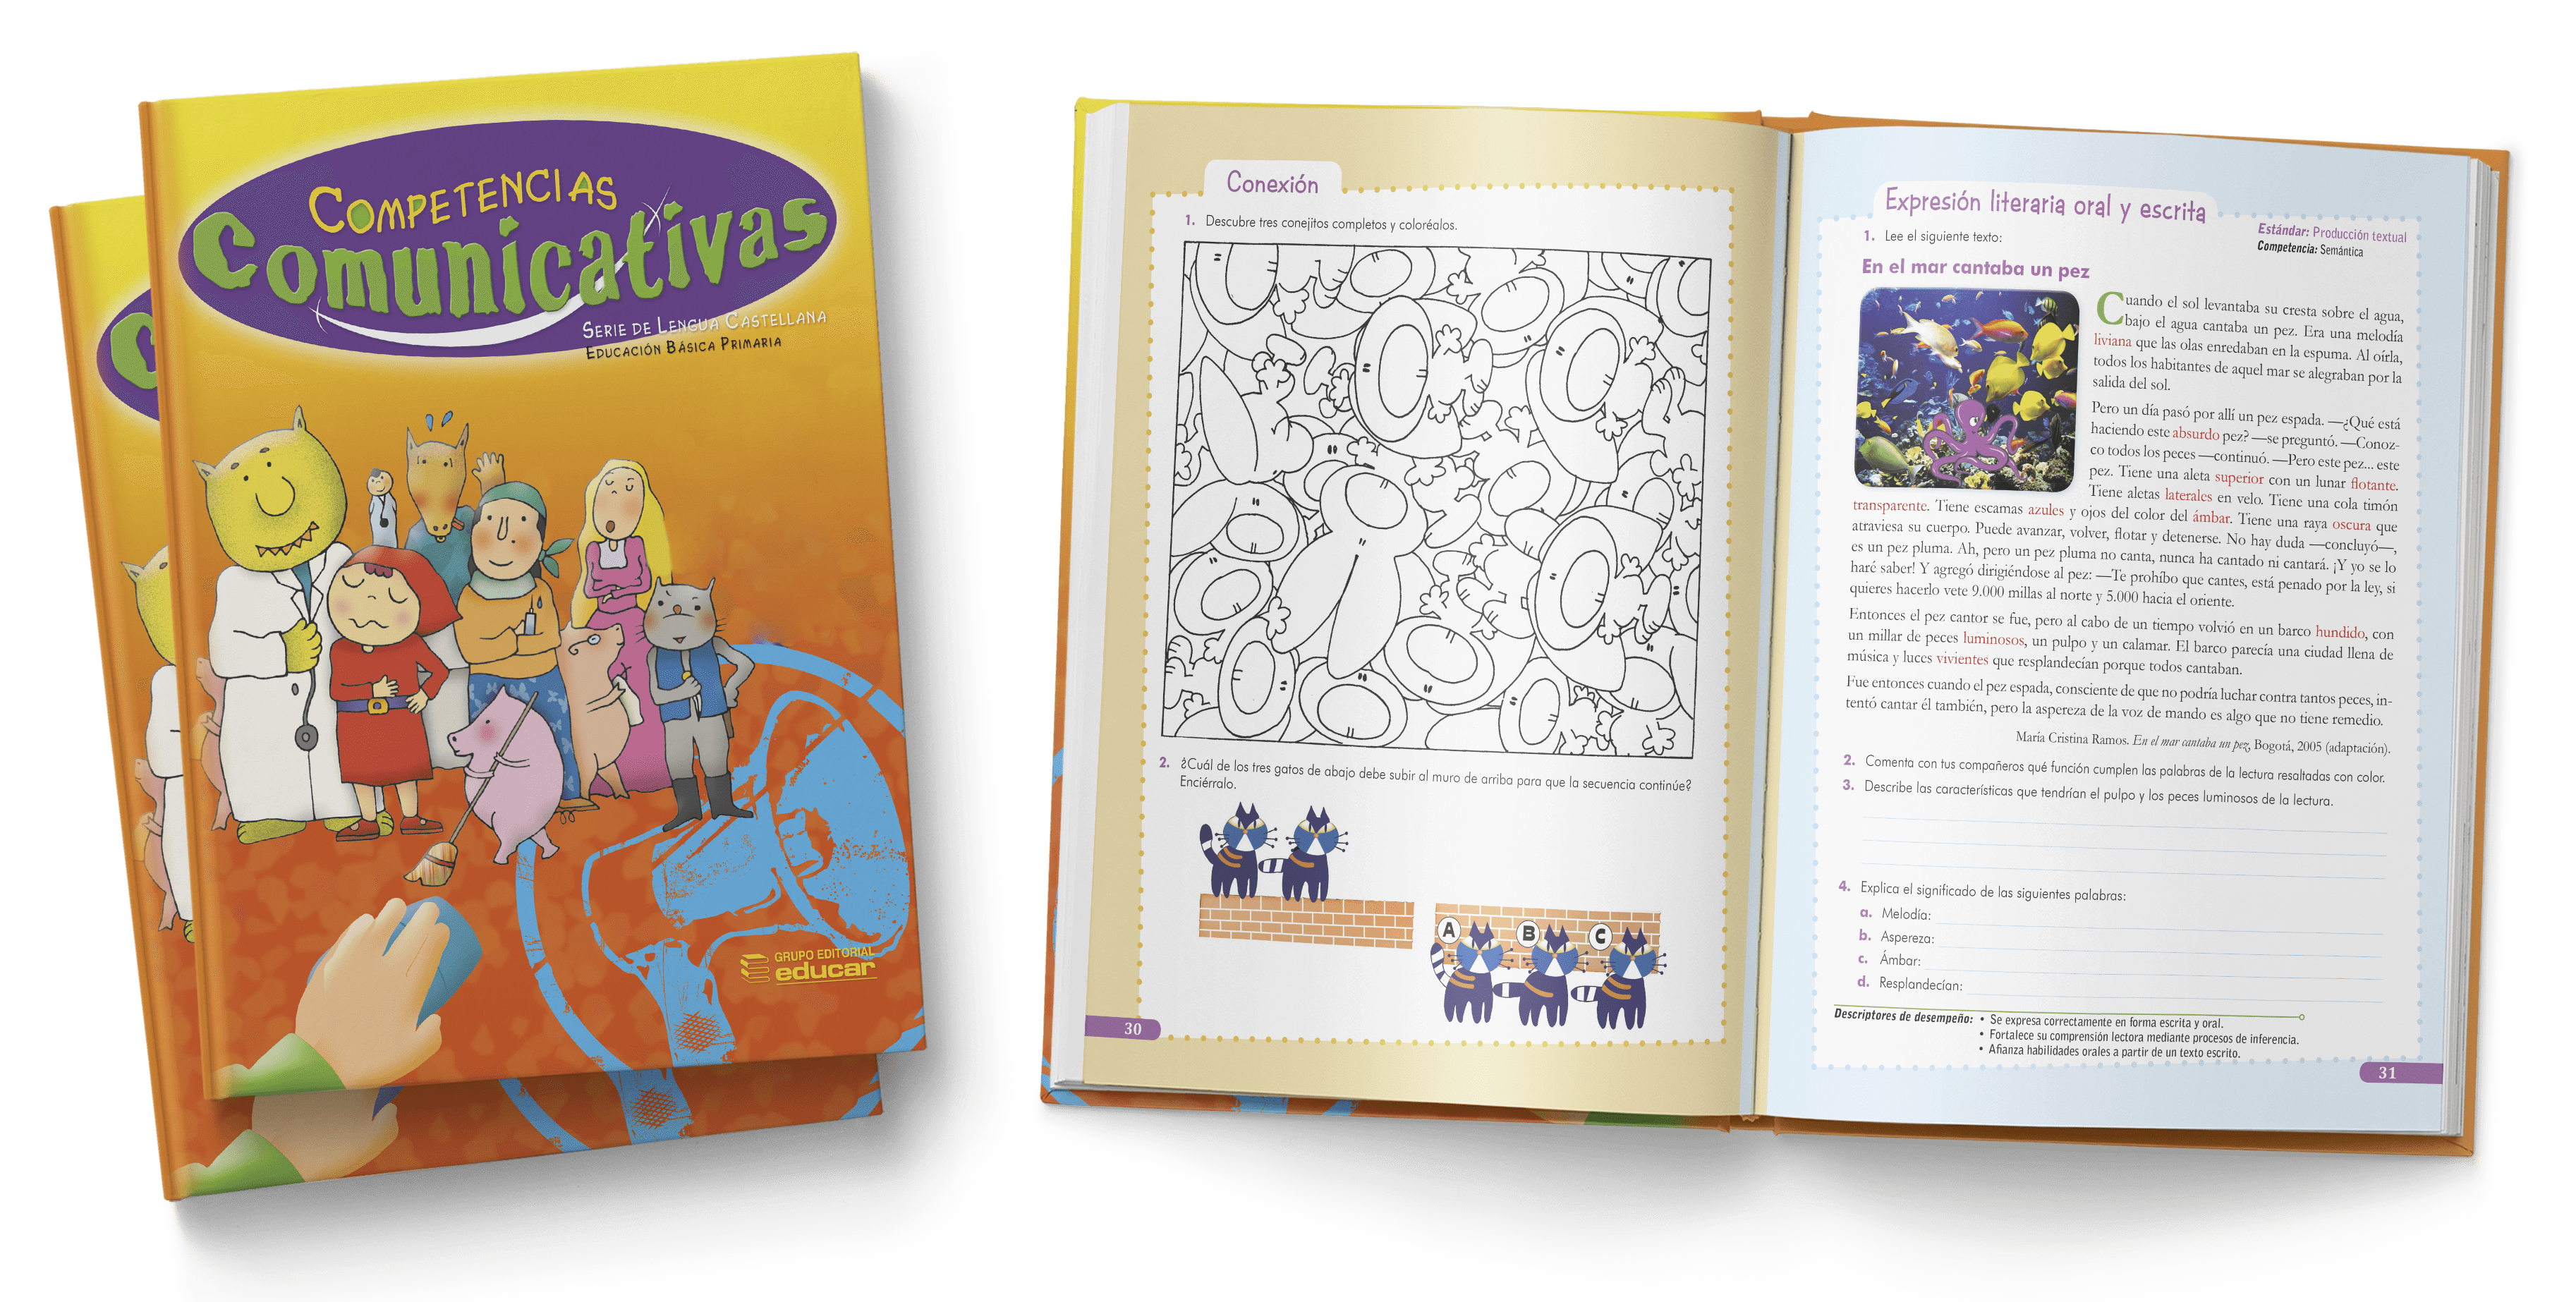 COMPETENCIAS
Comunicativas
SERIE DE LENGUA CASTELLANA
EDUCACIÓN BÁSICA PRIMARIA
GRUPO EDITORIAL
educar
Conexión
1. Descubre tres conejitos completos y coloréalos.
2. ¿Cuál de los tres gatos de abajo debe subir al muro de arriba para que la secuencia continúe?
Enciérralo.
A
B
C
30
Expresión literaria oral y escrita
Estándar: Producción textual
Competencia: Semántica
1. Lee el siguiente texto:
En el mar cantaba un pez
Cuando el sol levantaba su cresta sobre el agua,
bajo el agua cantaba un pez. Era una melodía
liviana que las olas enredaban en la espuma. Al oírla,
todos los habitantes de aquel mar se alegraban por la
salida del sol.
Pero un día pasó por allí un pez espada. —¿Qué está
haciendo este absurdo pez? —se preguntó. —Conoz-
co todos los peces —continuó. —Pero este pez... este
pez. Tiene una aleta superior con un lunar flotante.
Tiene aletas laterales en velo. Tiene una cola timón
transparente. Tiene escamas azules y ojos del color del ámbar. Tiene una raya oscura que
atraviesa su cuerpo. Puede avanzar, volver, flotar y detenerse. No hay duda —concluyó—,
es un pez pluma. Ah, pero un pez pluma no canta, nunca ha cantado ni cantará. ¡Y yo se lo
haré saber! Y agregó dirigiéndose al pez: —Te prohíbo que cantes, está penado por la ley, si
quieres hacerlo vete 9.000 millas al norte y 5.000 hacia el oriente.
Entonces el pez cantor se fue, pero al cabo de un tiempo volvió en un barco hundido, con
un millar de peces luminosos, un pulpo y un calamar. El barco parecía una ciudad llena de
música y luces vivientes que resplandecían porque todos cantaban.
Fue entonces cuando el pez espada, consciente de que no podría luchar contra tantos peces, in-
tentó cantar él también, pero la aspereza de la voz de mando es algo que no tiene remedio.
María Cristina Ramos. En el mar cantaba un pez, Bogotá, 2005 (adaptación).
2. Comenta con tus compañeros qué función cumplen las palabras de la lectura resaltadas con color.
3. Describe las características que tendrían el pulpo y los peces luminosos de la lectura.
4. Explica el significado de las siguientes palabras:
a. Melodía:
b. Aspereza:
c. Ámbar:
d. Resplandecían:
Descriptores de desempeño: • Se expresa correctamente en forma escrita y oral.
• Fortalece su comprensión lectora mediante procesos de inferencia.
• Afianza habilidades orales a partir de un texto escrito.
31